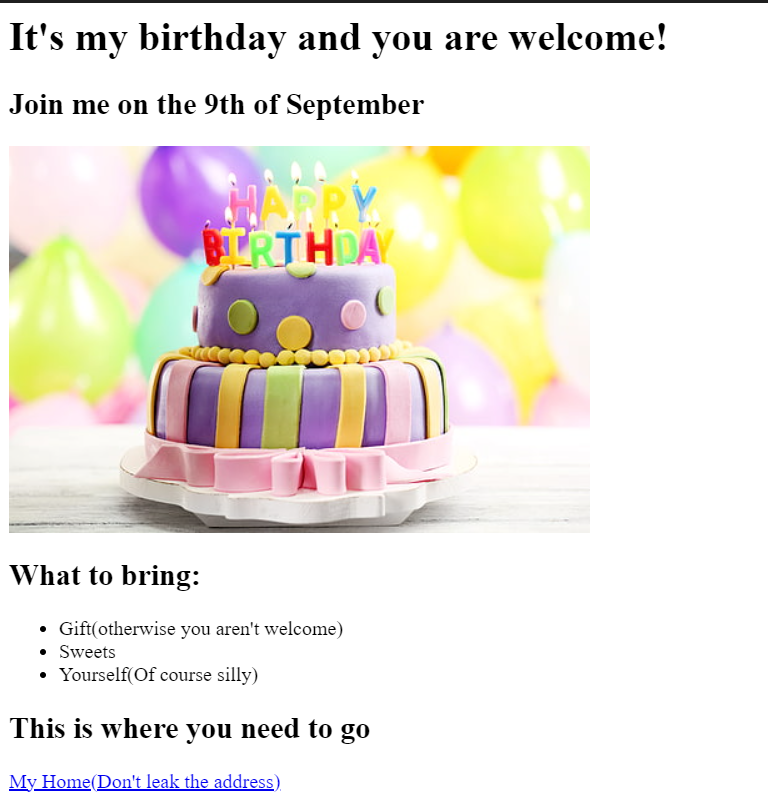 It's my birthday and you are welcome!
Join me on the 9th of September
HAPPY
BIRTHDAY
What to bring:
Gift(otherwise you aren't welcome)
Sweets
Yourself(Of course silly)
This is where you need to go
My Home(Don't leak the address)